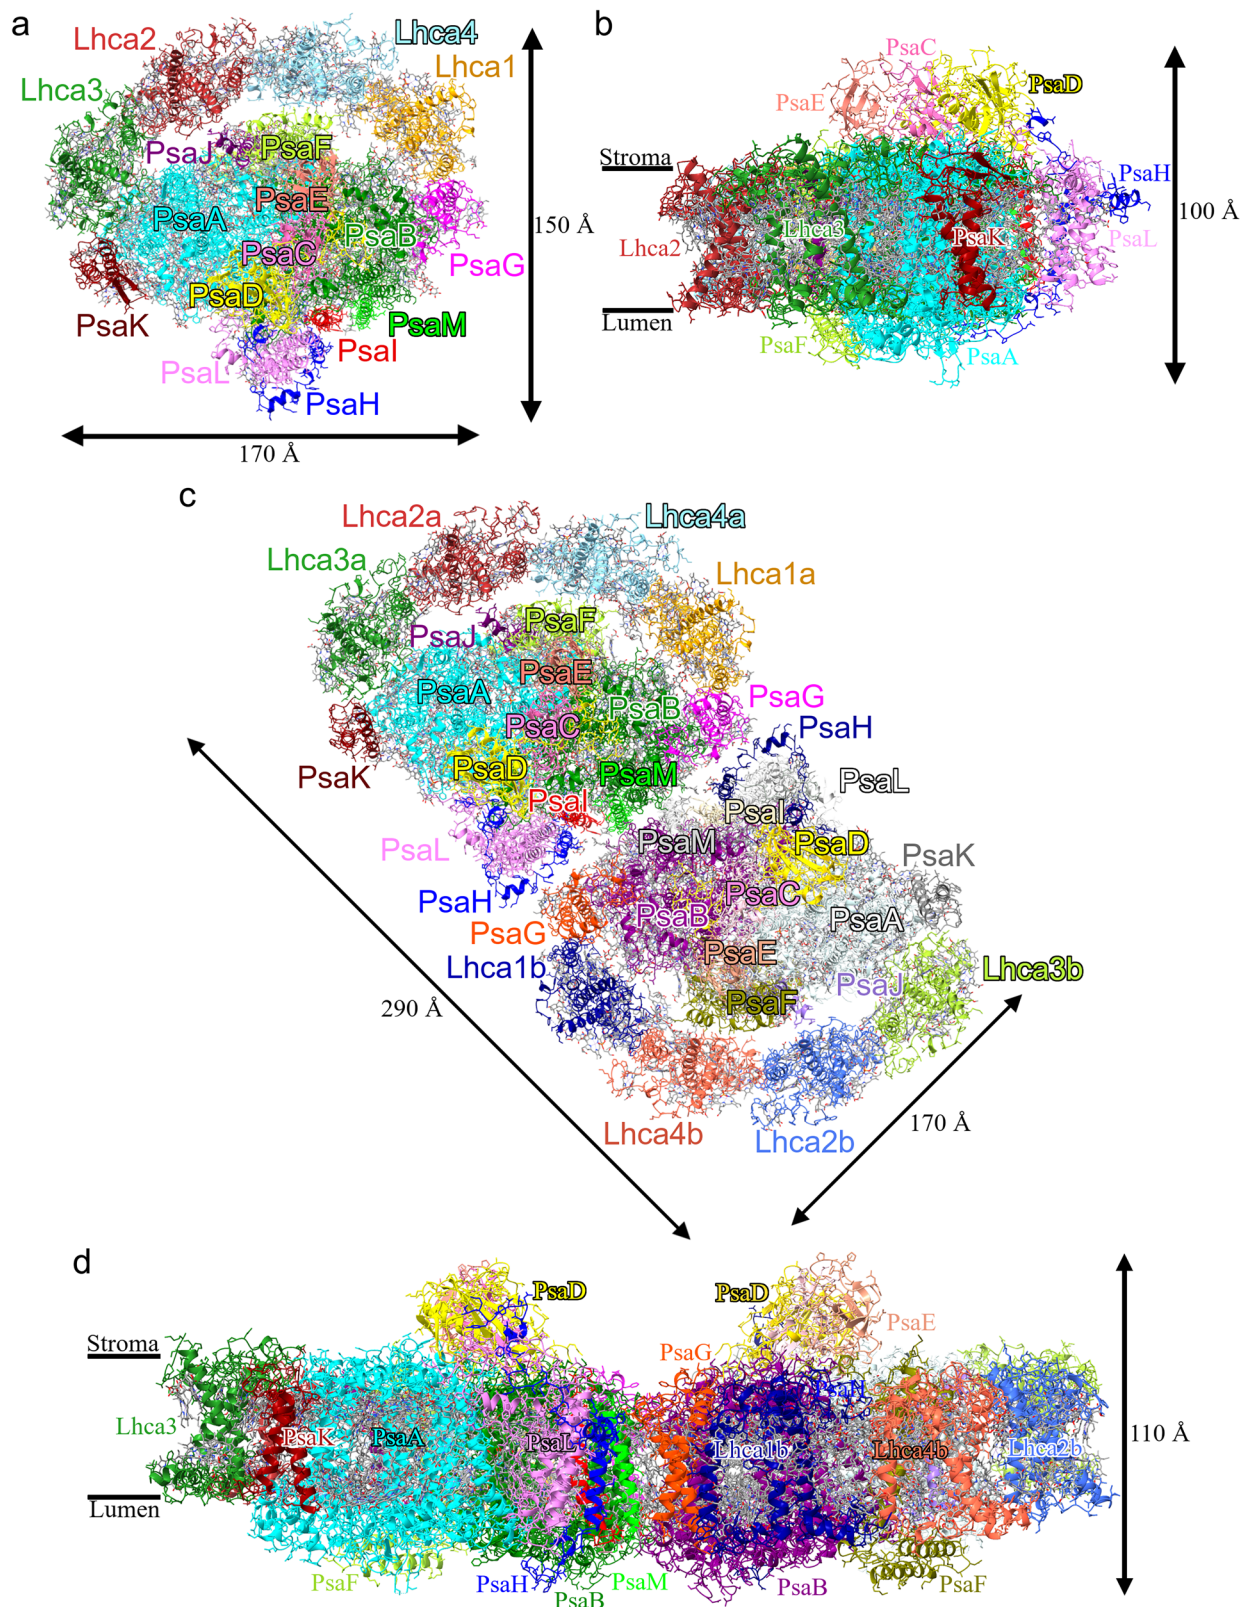 a
Lhca2
Lhca4
Lhca3
Lhca1
PsaJ
PsaF
PsaE
PsaA
PsaB
PsaC
PsaG
PsaD
PsaK
PsaM
PsaI
PsaL
PsaH
150 Å
170 Å
b
PsaC
PsaD
PsaE
Stroma
PsaH
Lhca3
Lhca2
PsaK
PsaL
100 Å
Lumen
PsaF
PsaA
c
Lhca2a
Lhca4a
Lhca3a
Lhca1a
PsaF
PsaJ
PsaE
PsaA
PsaB
PsaG
PsaC
PsaH
PsaK
PsaD
PsaM
PsaL
PsaI
PsaI
PsaL
PsaM
PsaD
PsaK
PsaC
PsaH
PsaB
PsaA
PsaG
PsaE
Lhca1b
Lhca3b
PsaJ
PsaF
290 Å
170 Å
Lhca4b
Lhca2b
d
PsaD
PsaD
PsaE
Stroma
PsaG
PsaN
Lhca3
PsaK
PsaA
PsaL
Lhca1b
Lhca4b
Lhca2b
110 Å
Lumen
PsaF
PsaH
PsaM
PsaB
PsaB
PsaF